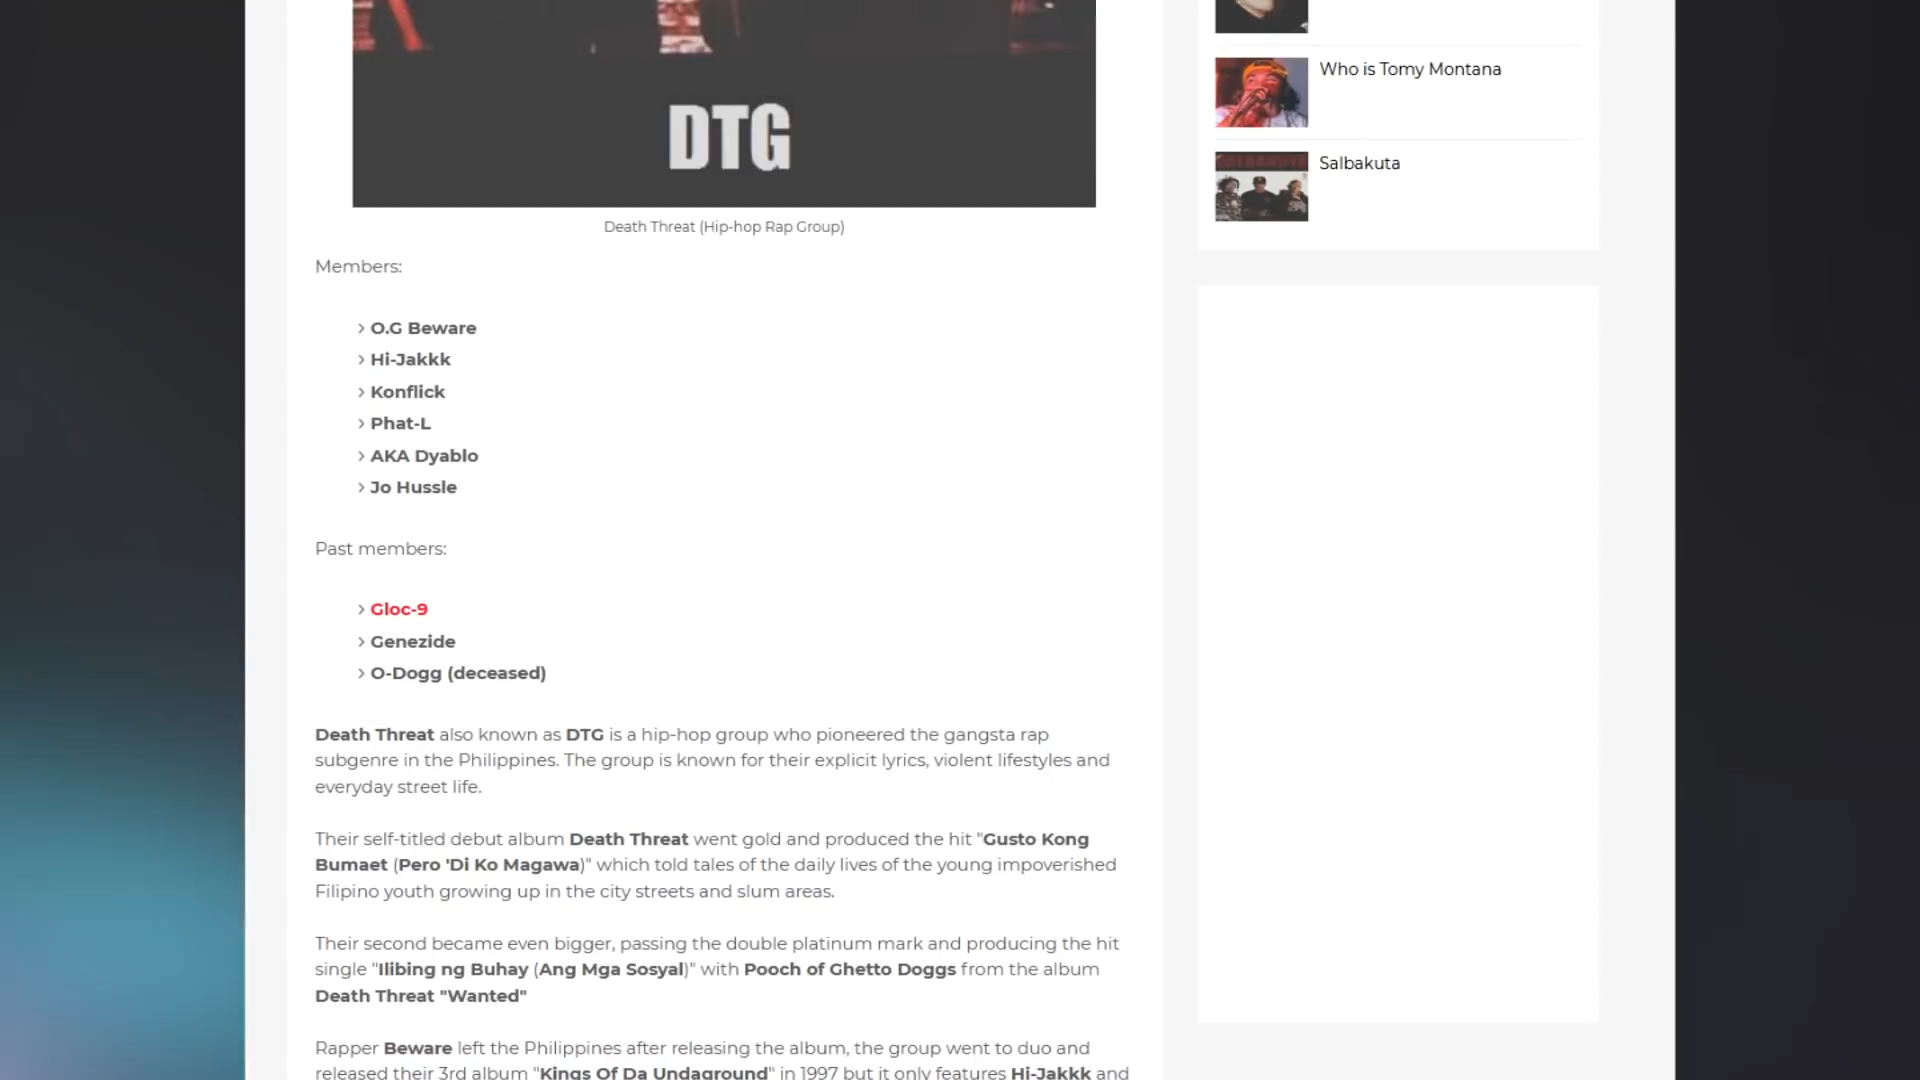 DTG
Death Threat (Hip-hop Rap Group)
Members:
O.G Beware
Hi-Jakkk
Konflick
Phat-L
AKA Dyablo
Jo Hussle
Past members:
Gloc-9
Genezide
O-Dogg (deceased)
Death Threat also known as DTG is a hip-hop group who pioneered the gangsta rap
subgenre in the Philippines. The group is known for their explicit lyrics, violent lifestyles and
everyday street life.
Their self-titled debut album Death Threat went gold and produced the hit "Gusto Kong
Bumaet (Pero 'Di Ko Magawa)" which told tales of the daily lives of the young impoverished
Filipino youth growing up in the city streets and slum areas.
Their second became even bigger, passing the double platinum mark and producing the hit
single "Ilibing ng Buhay (Ang Mga Sosyal)" with Pooch of Ghetto Doggs from the album
Death Threat "Wanted"
Rapper Beware left the Philippines after releasing the album, the group went to duo and
released their 3rd album "Kings Of Da Undaground" in 1997 but it only features Hi-Jakkk and
Who is Tomy Montana
Salbakuta